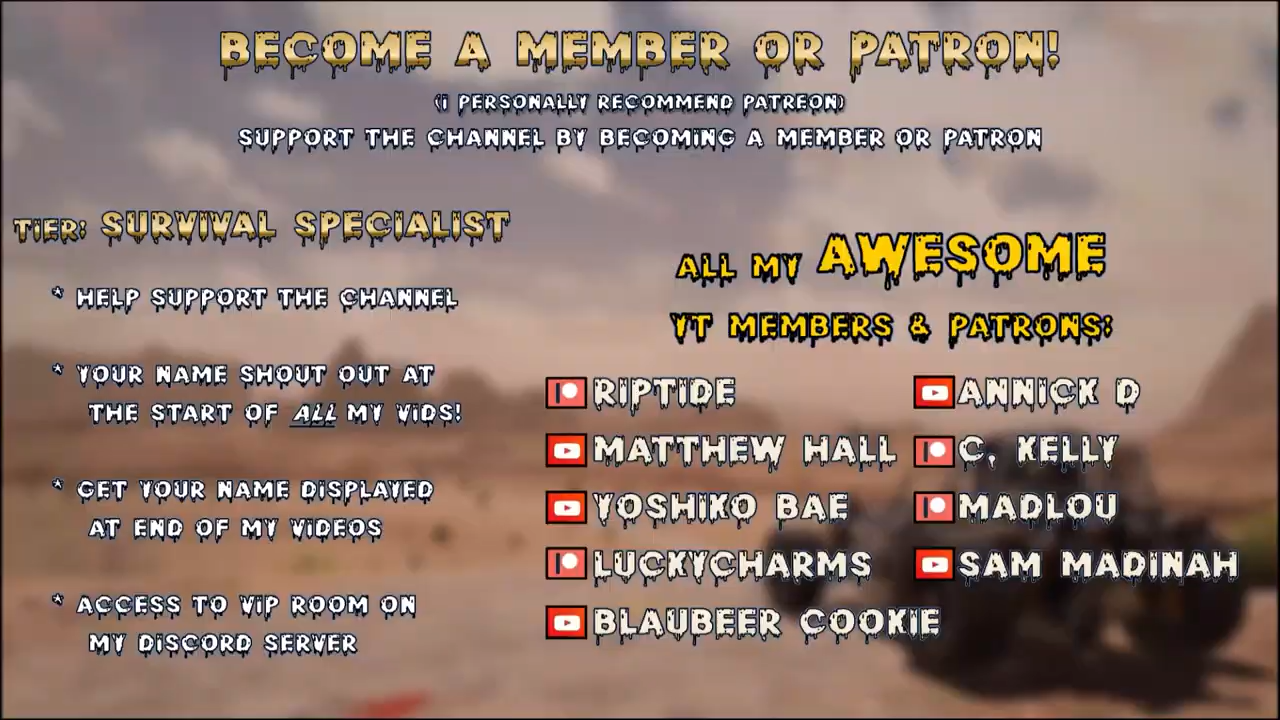 BECOME A MEMBER OR PATRON!
(I PERSONALLY RECOMMEND PATREON)
SUPPORT THE CHANNEL BY BECOMING A MEMBER OR PATRON
TIER: SURVIVAL SPECIALIST
* HELP SUPPORT THE CHANNEL
* YOUR NAME SHOUT OUT AT
THE START OF ALL MY VIDS!
* GET YOUR NAME DISPLAYED
AT END OF MY VIDEOS
* ACCESS TO VIP ROOM ON
MY DISCORD SERVER
ALL MY AWESOME
YT MEMBERS & PATRONS:
RIPTIDE
MATTHEW HALL
YOSHIKO BAE
LUCKYCHARMS
BLAUBEER COOKIE
ANNICK D
C. KELLY
MADLOU
SAM MADINAH